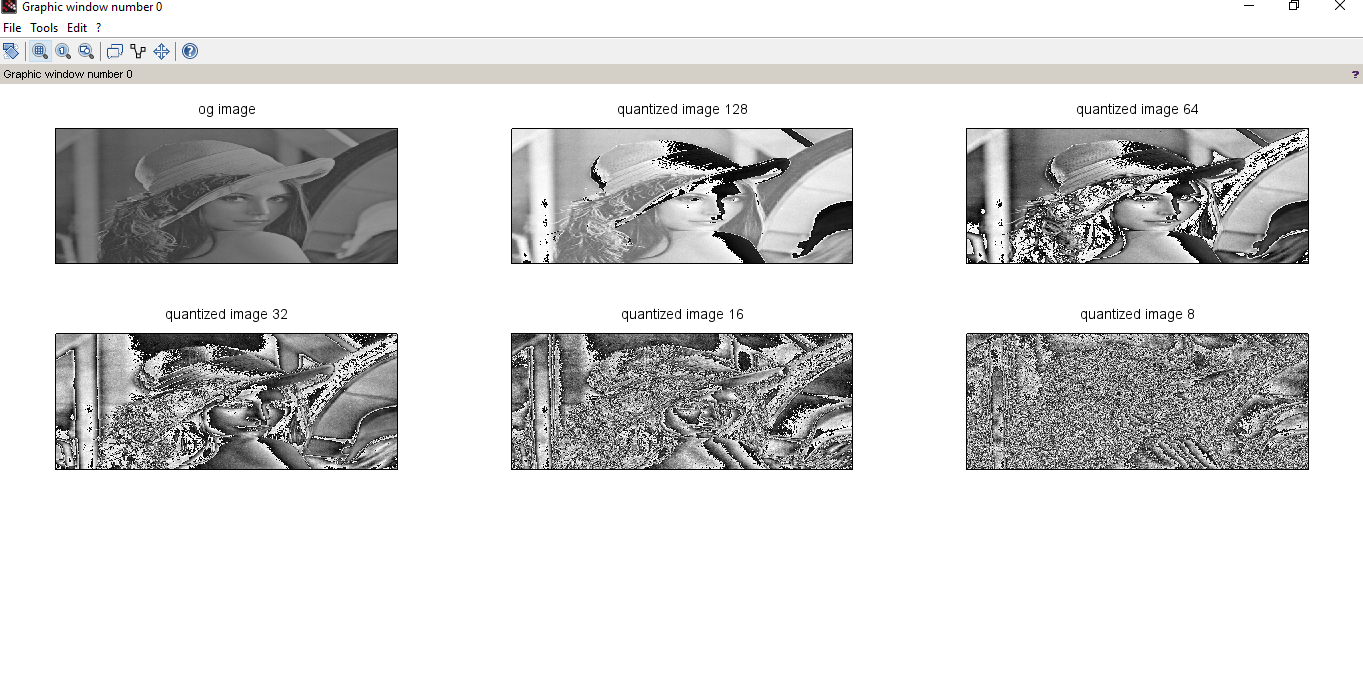 Graphic window number 0
File Tools Edit ?
Graphic window number 0
?
og image
quantized image 128
quantized image 64
quantized image 32
quantized image 16
quantized image 8